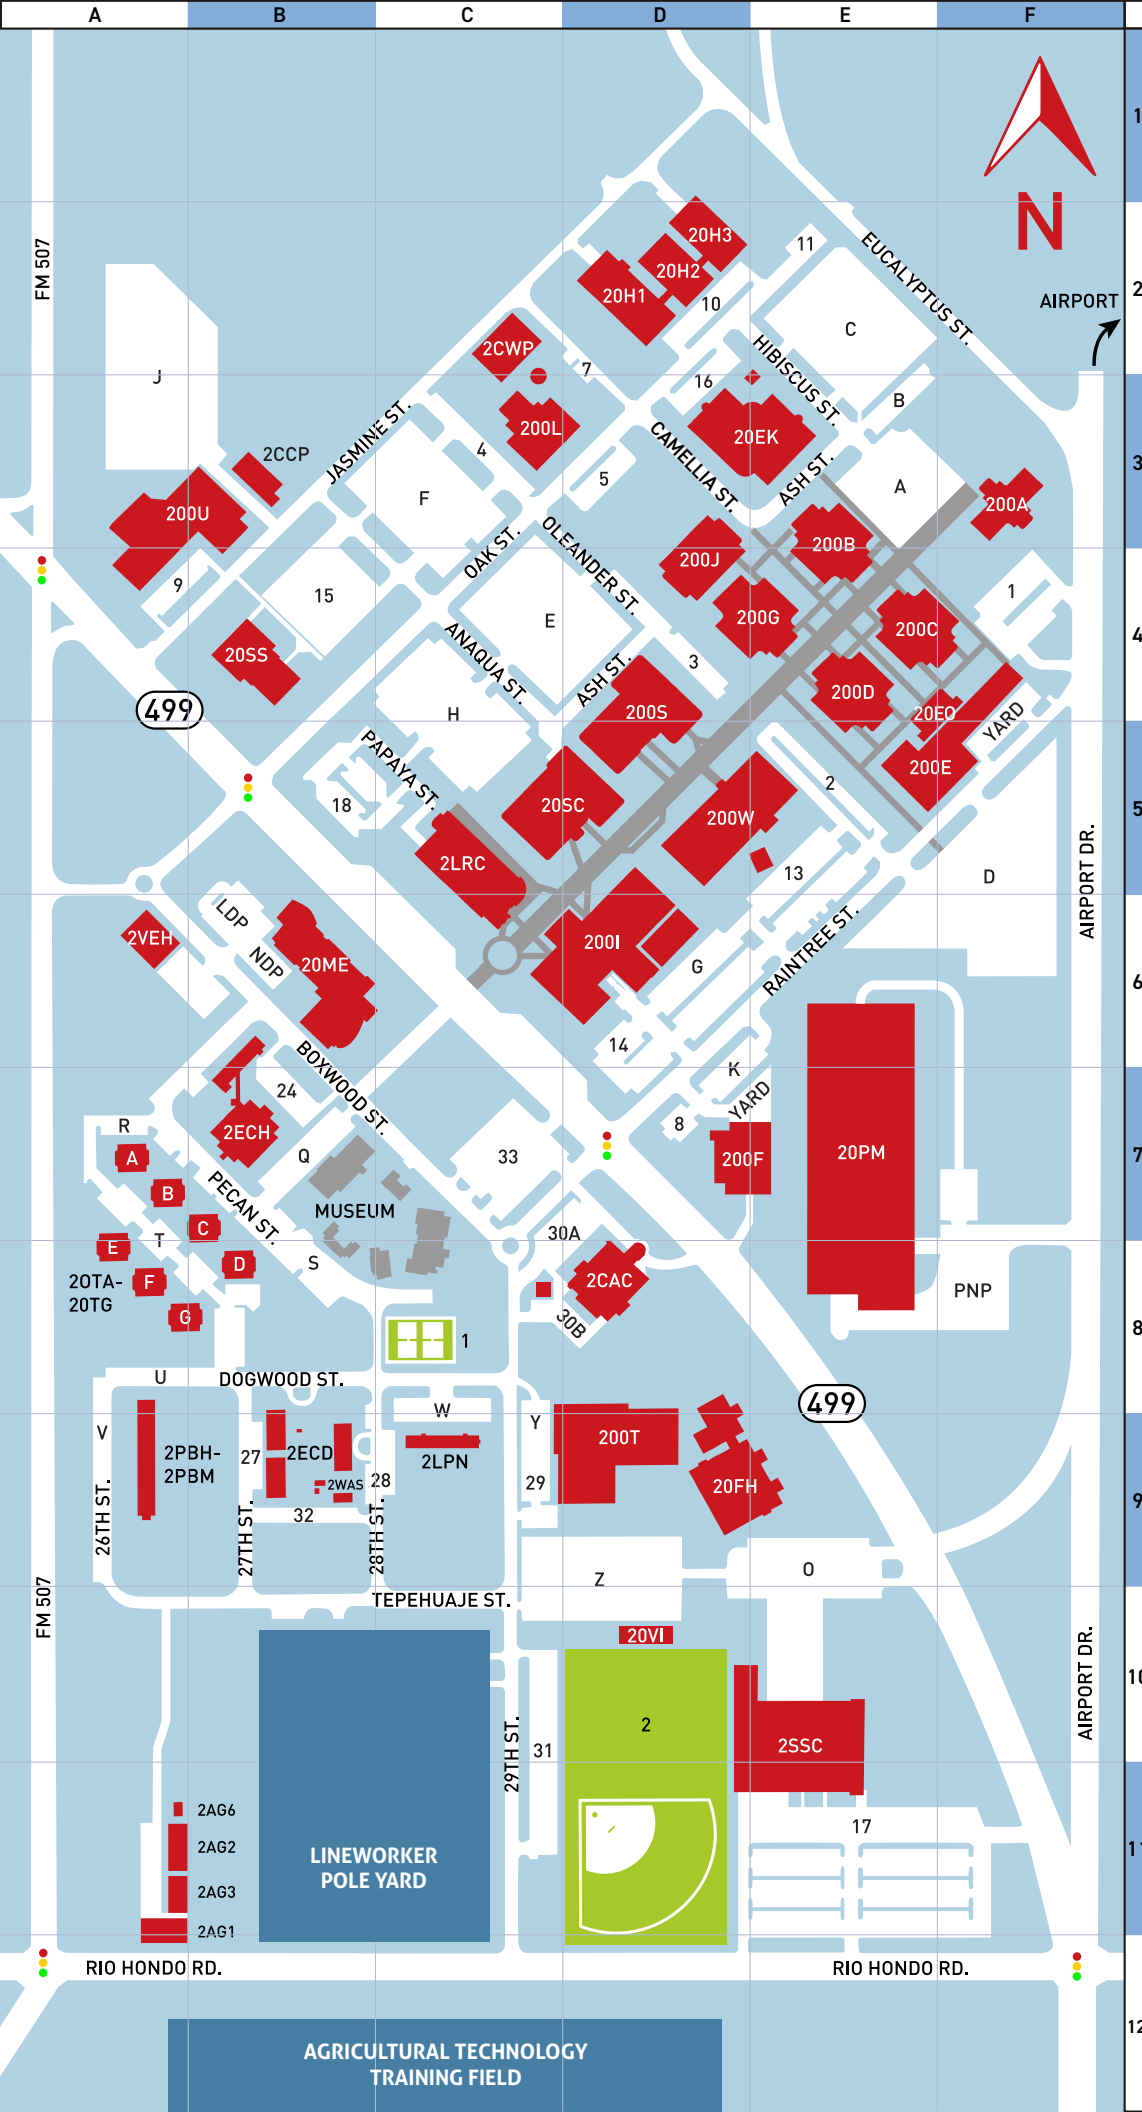 A B C D E F
1
N
FM 507
20H3
20H2
20H1
11
EUCALYPTUS ST.
2
AIRPORT
10
C
2CWP
7
HIBISCUS ST.
J
16
B
JASMINE ST.
200L
20EK
CAMELLIA ST.
2CCP
4
3
5
ASH ST.
F
A
200U
200A
OAK ST.
OLEANDER ST.
200B
200J
9
15
1
E
200G
200C
4
20SS
ANAQUA ST.
3
ASH ST.
200D
499
H
200S
20EO
YARD
PAPAYA ST.
200E
18
20SC
2
5
200W
2LRC
13
D
AIRPORT DR.
LDP
2VEH
NDP
20ME
200I
G
RAINTREE ST.
6
14
BOXWOOD ST.
K
24
YARD
R
8
2ECH
A
Q
33
200F
20PM
7
B
PECAN ST.
MUSEUM
C
30A
E
T
D
S
20TA-
20TG
F
2CAC
PNP
G
30B
1
8
U
DOGWOOD ST.
499
W
V
Y
27
2PBH-
2PBM
2ECD
2LPN
200T
28
2WAS
29
20FH
9
32
26TH ST.
27TH ST.
28TH ST.
Z
O
FM 507
TEPEHUAJE ST.
20VI
AIRPORT DR.
10
2
29TH ST.
31
2SSC
2AG6
17
2AG2
LINEWORKER
POLE YARD
11
2AG3
2AG1
RIO HONDO RD.
RIO HONDO RD.
12
AGRICULTURAL TECHNOLOGY
TRAINING FIELD